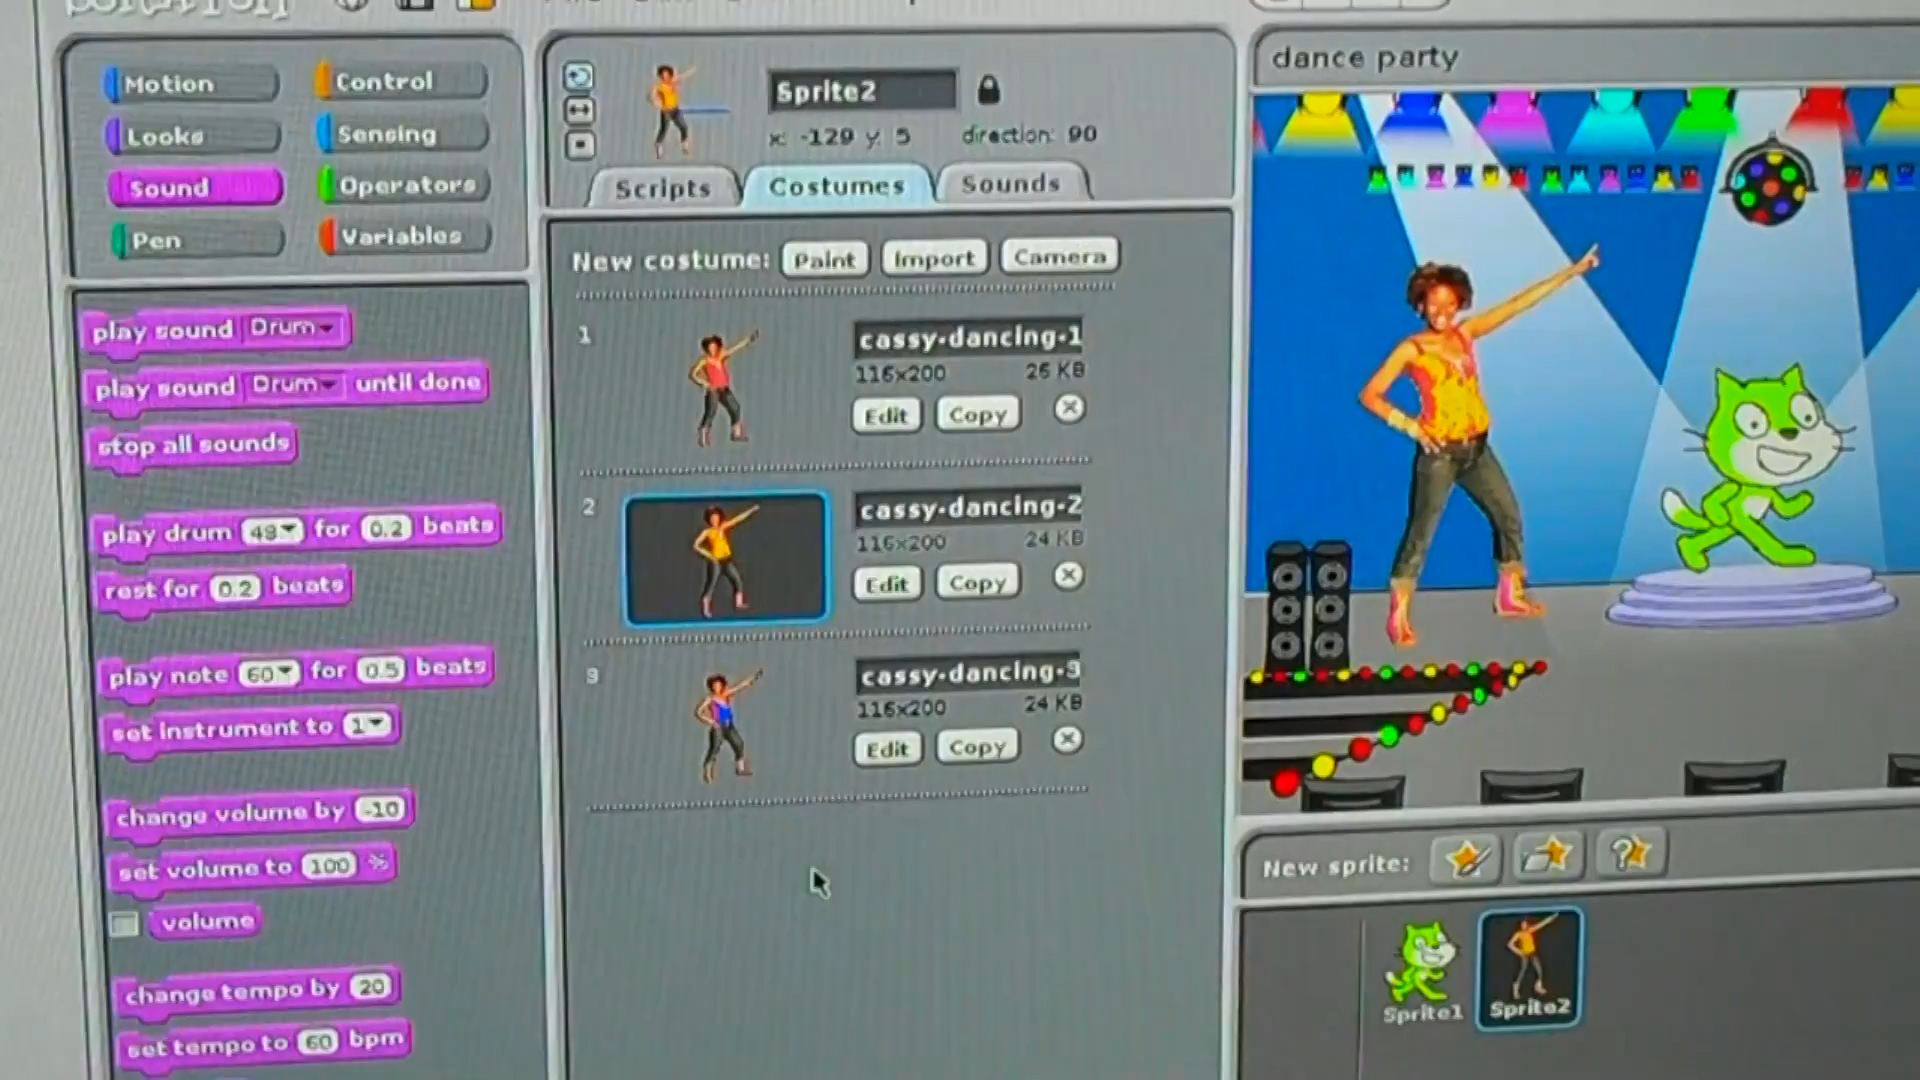 Motion
Control
Looks
Sensing
Sound
Operators
Pen
Variables
play sound Drum
play sound Drum until done
stop all sounds
play drum 48 for 0.2 beats
rest for 0.2 beats
play note 60 for 0.5 beats
set instrument to 1
change volume by -10
set volume to 100 %
volume
change tempo by 20
set tempo to 60 bpm
Sprite2
x: -129 y: 5 direction: 90
Scripts
Costumes
Sounds
New costume: Paint Import Camera
1
cassy-dancing-1
116x200 26 KB
Edit Copy
2
cassy-dancing-2
116x200 24 KB
Edit Copy
3
cassy-dancing-3
116x200 24 KB
Edit Copy
dance party
New sprite:
Sprite1
Sprite2